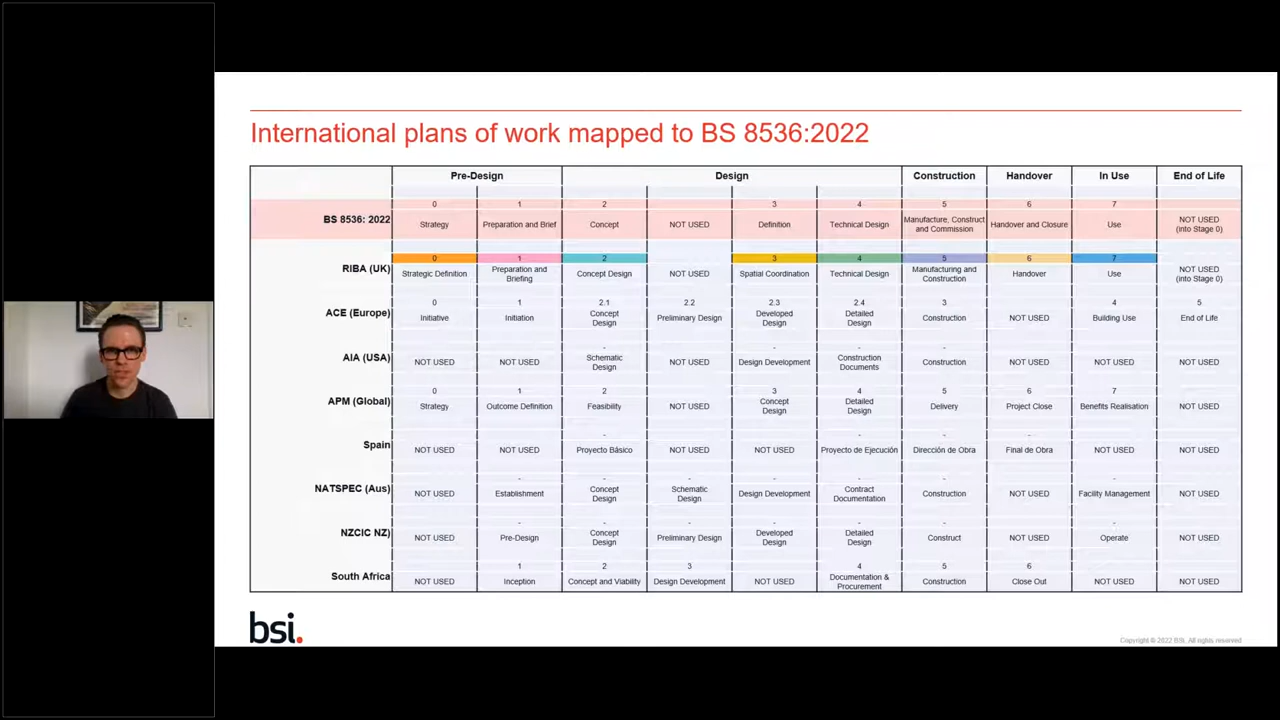 International plans of work mapped to BS 8536:2022
Pre-Design Design Construction Handover In Use End of Life
0 1 2 3 4 5 6 7
BS 8536: 2022 Strategy Preparation and Brief Concept NOT USED Definition Technical Design Manufacture, Construct and Commission Handover and Closure Use NOT USED (into Stage 0)
0 1 2 3 4 5 6 7
RIBA (UK) Strategic Definition Preparation and Briefing Concept Design NOT USED Spatial Coordination Technical Design Manufacturing and Construction Handover Use NOT USED (into Stage 0)
0 1 2.1 2.2 2.3 2.4 3 4 5
ACE (Europe) Initiative Initiation Concept Design Preliminary Design Developed Design Detailed Design Construction NOT USED Building Use End of Life
- - - -
AIA (USA) NOT USED NOT USED Schematic Design NOT USED Design Development Construction Documents Construction NOT USED NOT USED NOT USED
0 1 2 3 4 5 6 7
APM (Global) Strategy Outcome Definition Feasibility NOT USED Concept Design Detailed Design Delivery Project Close Benefits Realisation NOT USED
- - - -
Spain NOT USED NOT USED Proyecto Básico NOT USED NOT USED Proyecto de Ejecución Dirección de Obra Final de Obra NOT USED NOT USED
- - - - - - -
NATSPEC (Aus) NOT USED Establishment Concept Design Schematic Design Design Development Contract Documentation Construction NOT USED Facility Management NOT USED
- - - - - - -
NZCIC NZ) NOT USED Pre-Design Concept Design Preliminary Design Developed Design Detailed Design Construct NOT USED Operate NOT USED
1 2 3 4 5 6
South Africa NOT USED Inception Concept and Viability Design Development NOT USED Documentation & Procurement Construction Close Out NOT USED NOT USED
bsi.
Copyright © 2022 BSI. All rights reserved